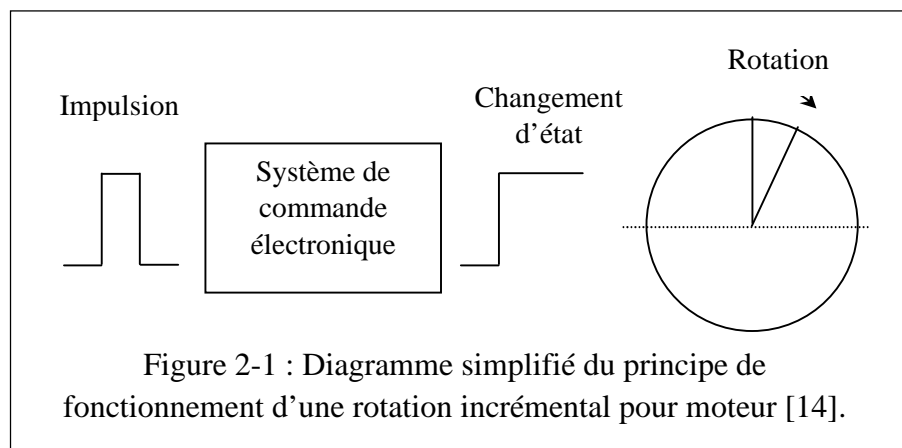 Rotation
Impulsion
Changement
d’état
Système de
commande
électronique
Figure 2-1 : Diagramme simplifié du principe de
fonctionnement d’une rotation incrémental pour moteur [14].